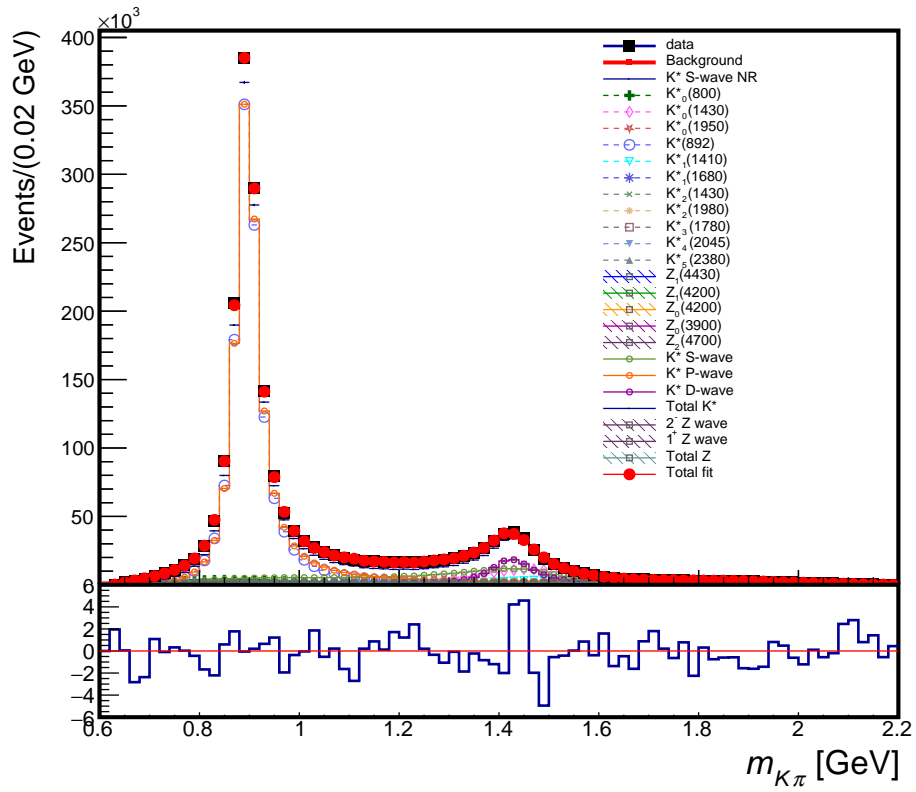 ×10³
400
350
300
250
200
150
100
50
Events/(0.02 GeV)
data
Background
K* S-wave NR
K*₀(800)
K*₀(1430)
K*₀(1950)
K*(892)
K*₁(1410)
K*₁(1680)
K*₂(1430)
K*₂(1980)
K*₃(1780)
K*₄(2045)
K*₅(2380)
Z₁(4430)
Z₁(4200)
Z₀(4200)
Z₀(3900)
Z₂(4700)
K* S-wave
K* P-wave
K* D-wave
Total K*
2⁻ Z wave
1⁺ Z wave
Total Z
Total fit
6
4
2
0
−2
−4
−6
0.6 0.8 1 1.2 1.4 1.6 1.8 2 2.2
m_{Kπ} [GeV]